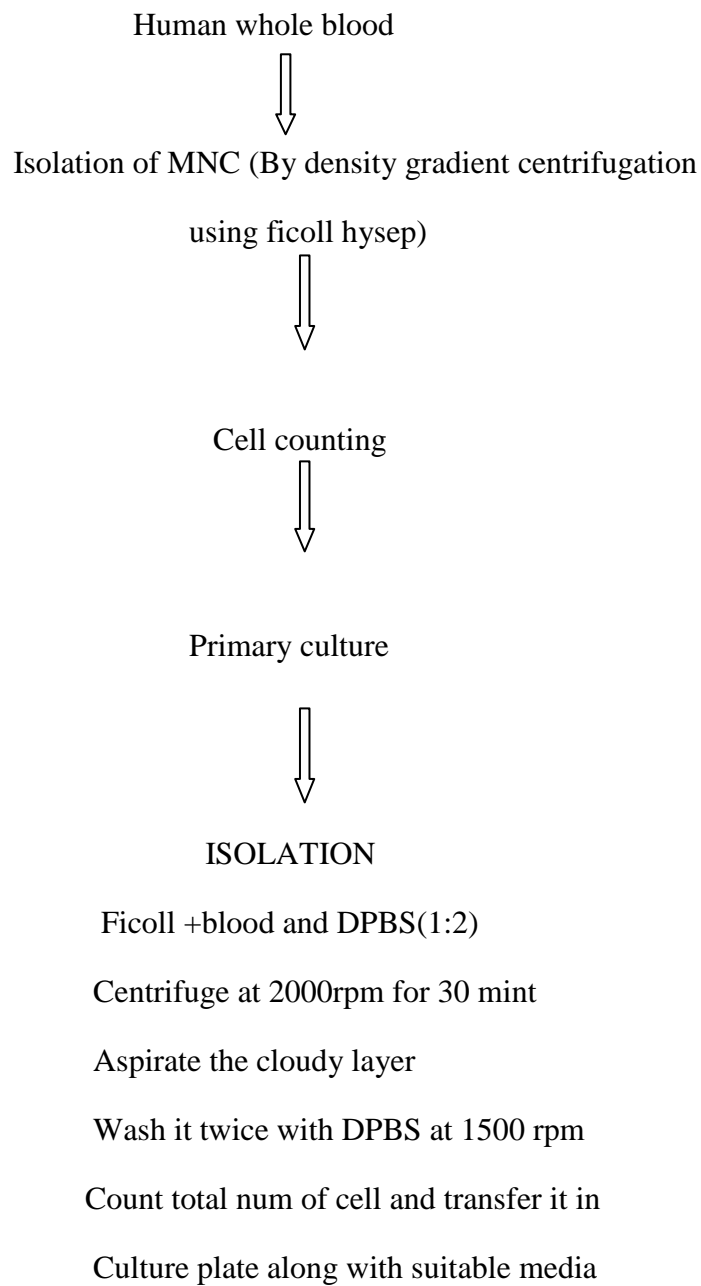 Human whole blood
Isolation of MNC (By density gradient centrifugation
using ficoll hysep)
Cell counting
Primary culture
ISOLATION
Ficoll +blood and DPBS(1:2)
Centrifuge at 2000rpm for 30 mint
Aspirate the cloudy layer
Wash it twice with DPBS at 1500 rpm
Count total num of cell and transfer it in
Culture plate along with suitable media